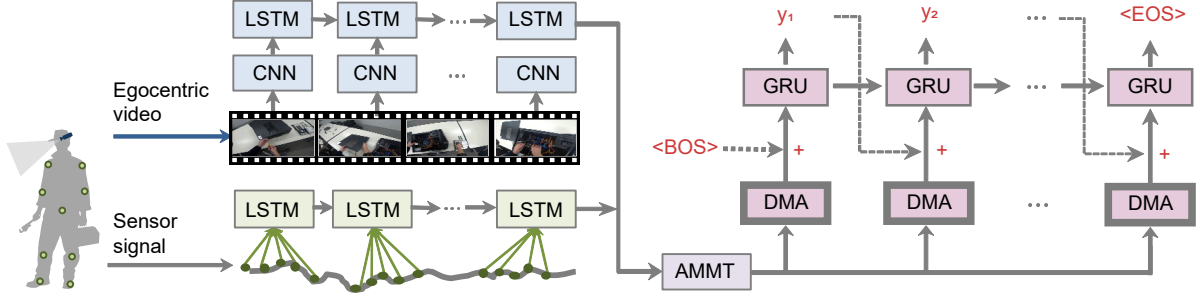 LSTM LSTM ... LSTM
CNN CNN ... CNN
Egocentric
video
Sensor
signal
LSTM LSTM ... LSTM
AMMT
y₁ y₂ ... <EOS>
GRU GRU ... GRU
<BOS> + + +
DMA DMA ... DMA